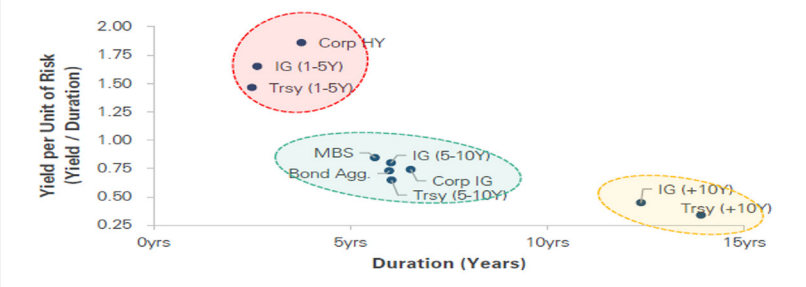 Yield per Unit of Risk
(Yield / Duration)
2.00
1.75
1.50
1.25
1.00
0.75
0.50
0.25
Corp HY
IG (1-5Y)
Trsy (1-5Y)
MBS
IG (5-10Y)
Bond Agg.
Corp IG
Trsy (5-10Y)
IG (+10Y)
Trsy (+10Y)
0yrs
5yrs
10yrs
15yrs
Duration (Years)